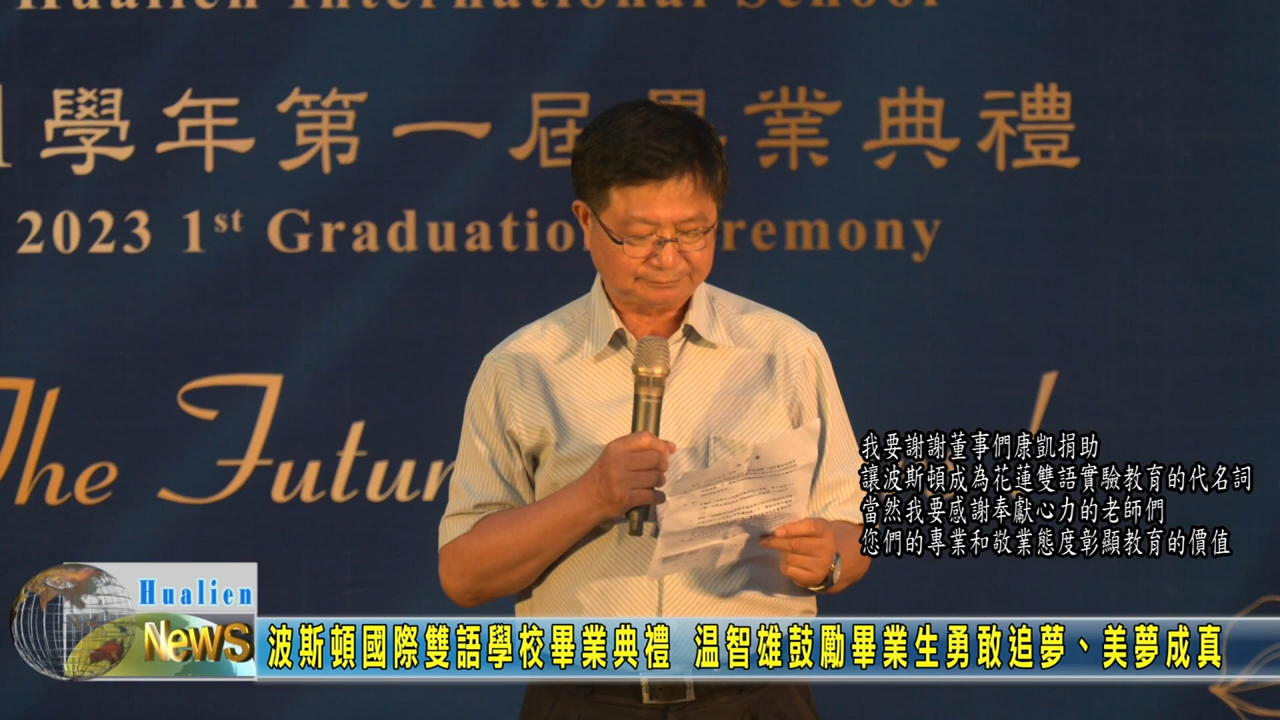 Hualien International School
學年第一屆畢業典禮
2023 1st Graduation Ceremony
The Futur
我要謝謝董事們康凱捐助
讓波斯頓成為花蓮雙語實驗教育的代名詞
當然我要感謝奉獻心力的老師們
您們的專業和敬業態度彰顯教育的價值
Hualien
News
波斯頓國際雙語學校畢業典禮 温智雄鼓勵畢業生勇敢追夢、美夢成真